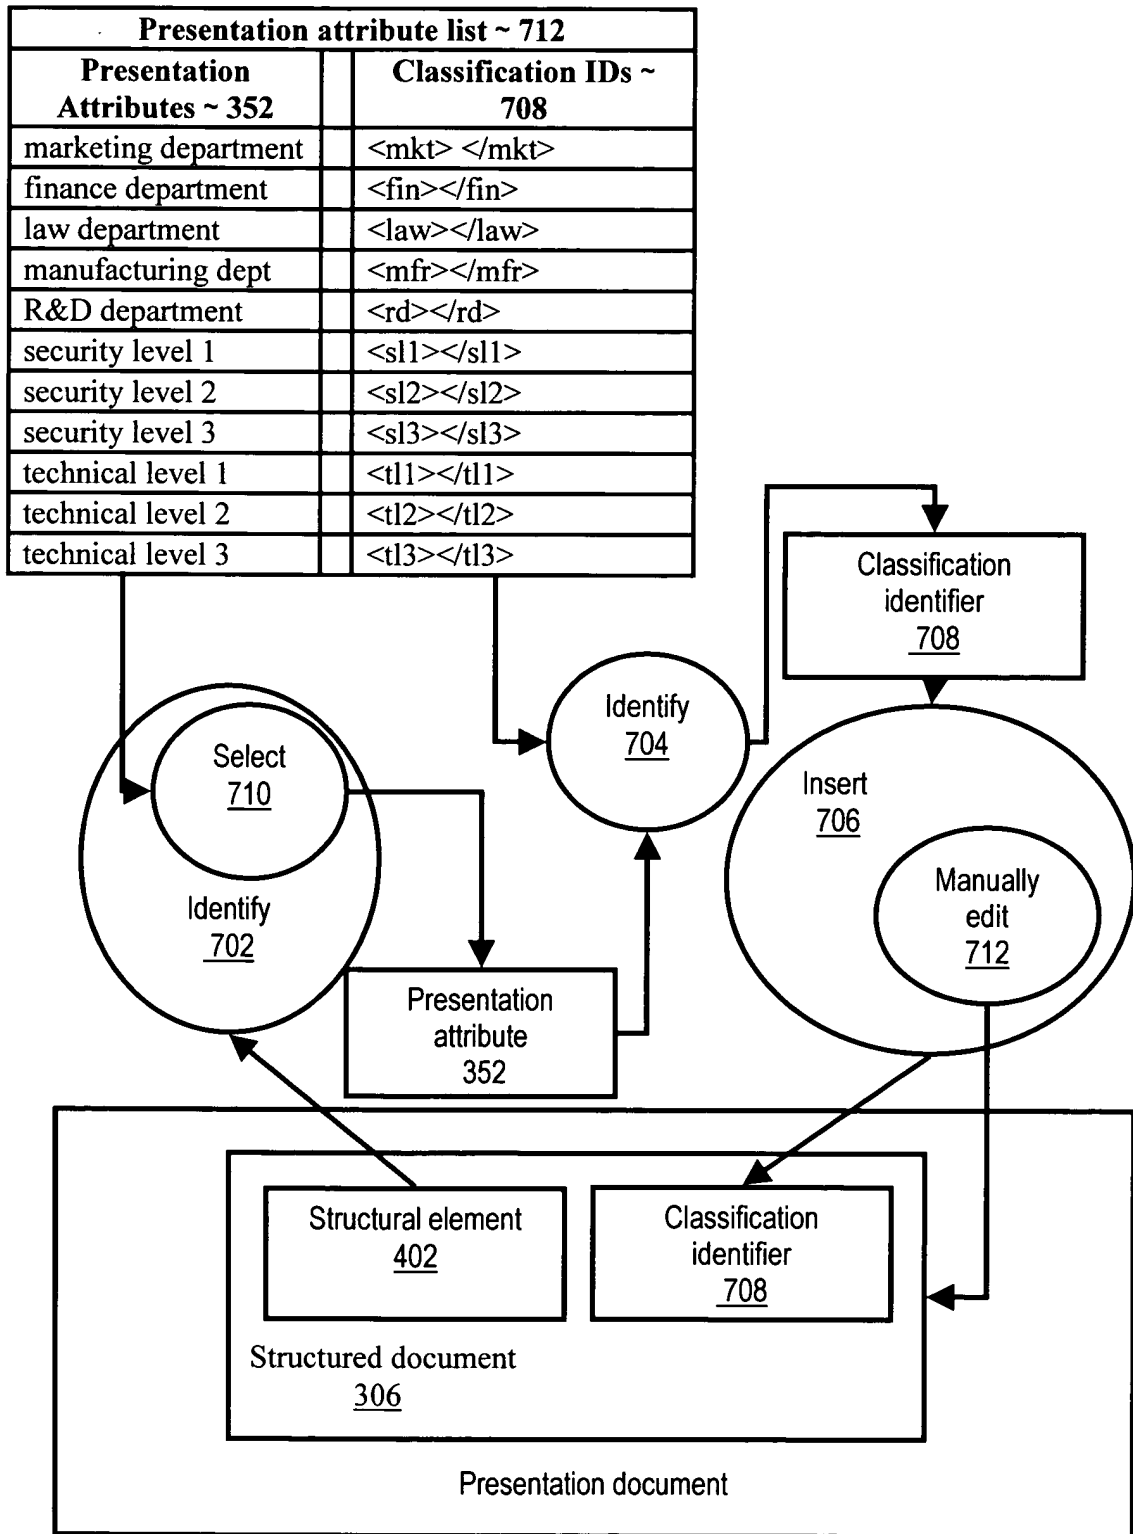 Presentation attribute list ~ 712
Presentation
Attributes ~ 352
Classification IDs ~
708
marketing department <mkt> </mkt>
finance department <fin></fin>
law department <law></law>
manufacturing dept <mfr></mfr>
R&D department <rd></rd>
security level 1 <sl1></sl1>
security level 2 <sl2></sl2>
security level 3 <sl3></sl3>
technical level 1 <tl1></tl1>
technical level 2 <tl2></tl2>
technical level 3 <tl3></tl3>
Classification
identifier
708
Identify
704
Select
710
Identify
702
Insert
706
Manually
edit
712
Presentation
attribute
352
Structural element
402
Classification
identifier
708
Structured document
306
Presentation document